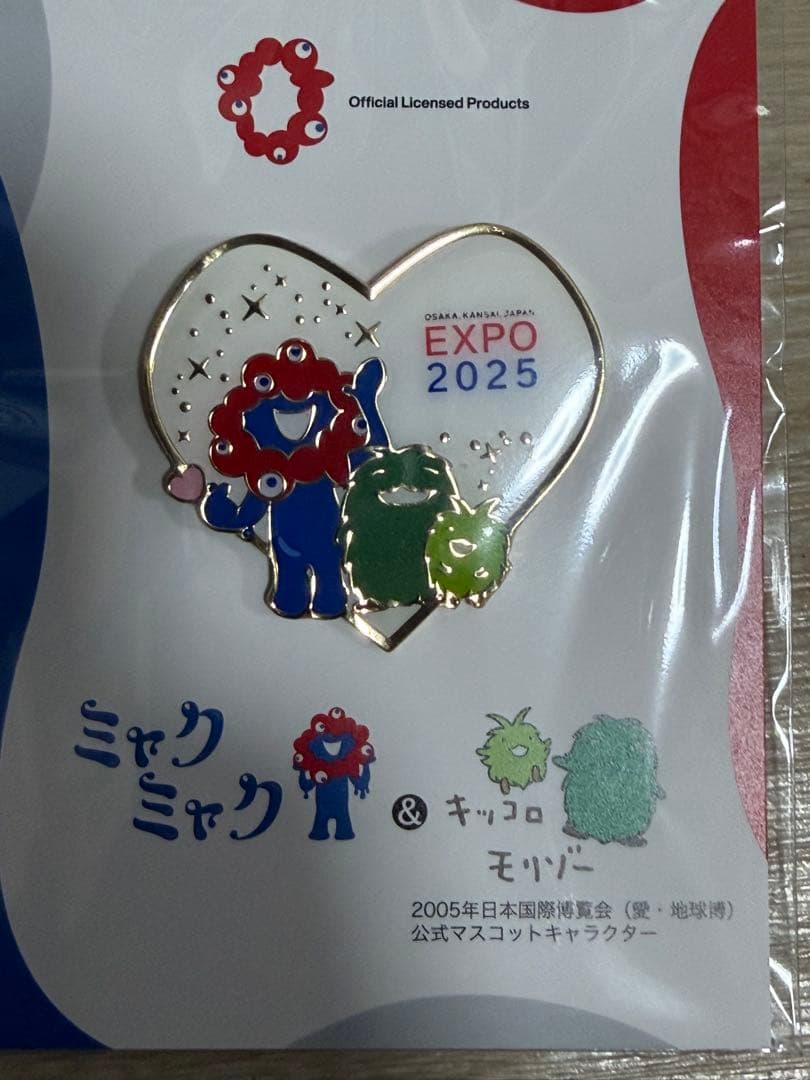 Official Licensed Products
OSAKA, KANSAI, JAPAN
EXPO
2025
ミャク
ミャク
&
キッコロ
モリゾー
2005年日本国際博覧会(愛・地球博)
公式マスコットキャラクター